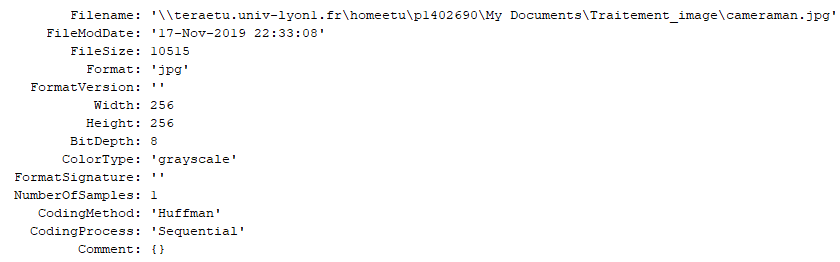 Filename: '\\teraetu.univ-lyon1.fr\homeetu\p1402690\My Documents\Traitement_image\cameraman.jpg'
FileModDate: '17-Nov-2019 22:33:08'
FileSize: 10515
Format: 'jpg'
FormatVersion: ''
Width: 256
Height: 256
BitDepth: 8
ColorType: 'grayscale'
FormatSignature: ''
NumberOfSamples: 1
CodingMethod: 'Huffman'
CodingProcess: 'Sequential'
Comment: {}